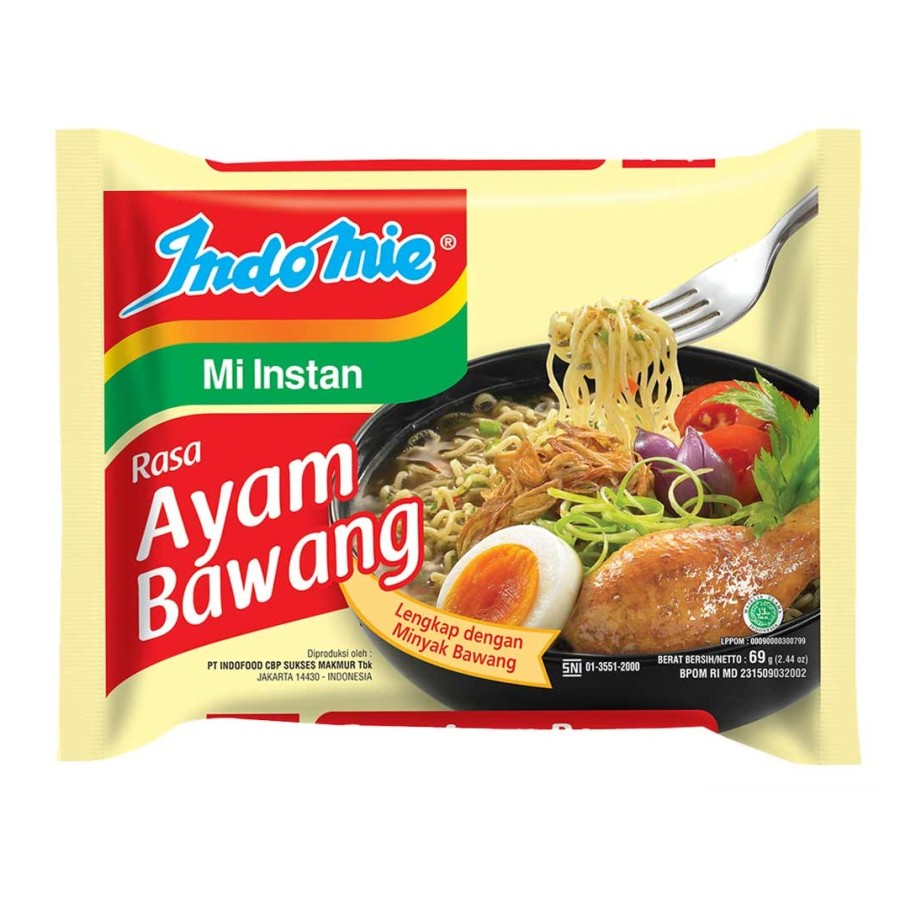 Indomie®
Mi Instan
Rasa
Ayam
Bawang
Lengkap dengan
Minyak Bawang
Diproduksi oleh :
PT INDOFOOD CBP SUKSES MAKMUR Tbk
JAKARTA 14430 - INDONESIA
SNI 01-3551-2000
LPPOM : 00090000300799
BERAT BERSIH/NETTO : 69 g (2.44 oz)
BPOM RI MD 231509032002